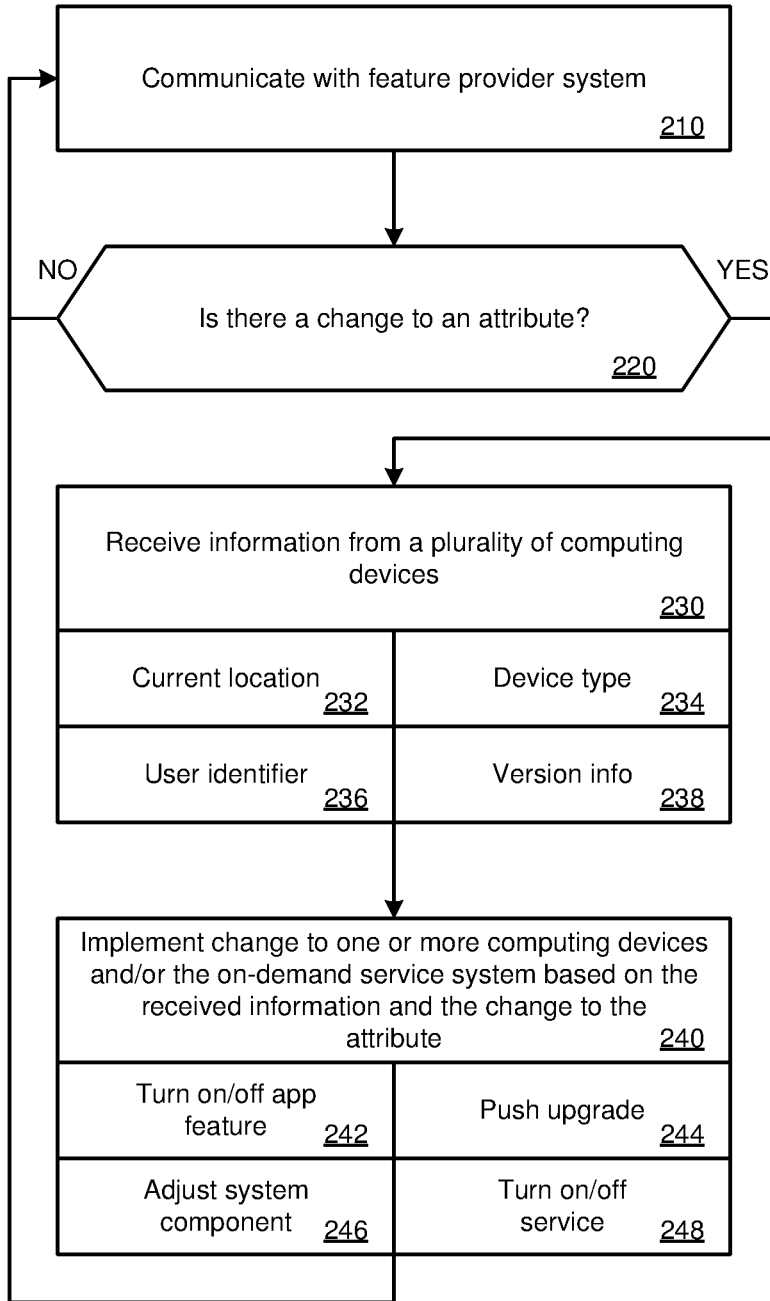 Communicate with feature provider system
210
NO
YES
Is there a change to an attribute?
220
Receive information from a plurality of computing
devices
230
Current location
232
Device type
234
User identifier
236
Version info
238
Implement change to one or more computing devices
and/or the on-demand service system based on the
received information and the change to the
attribute
240
Turn on/off app
feature
242
Push upgrade
244
Adjust system
component
246
Turn on/off
service
248